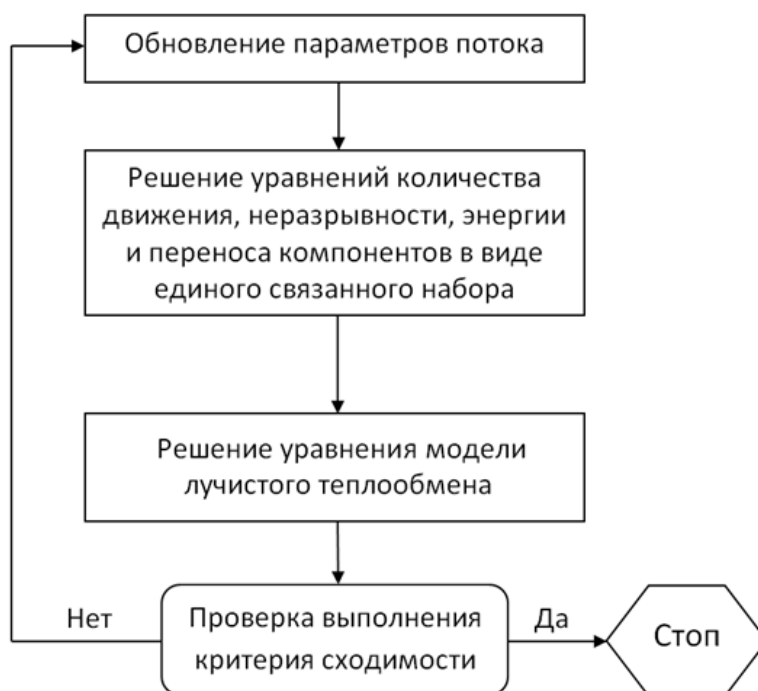 Обновление параметров потока
Решение уравнений количества
движения, неразрывности, энергии
и переноса компонентов в виде
единого связанного набора
Решение уравнения модели
лучистого теплообмена
Нет
Проверка выполнения
критерия сходимости
Да
Стоп